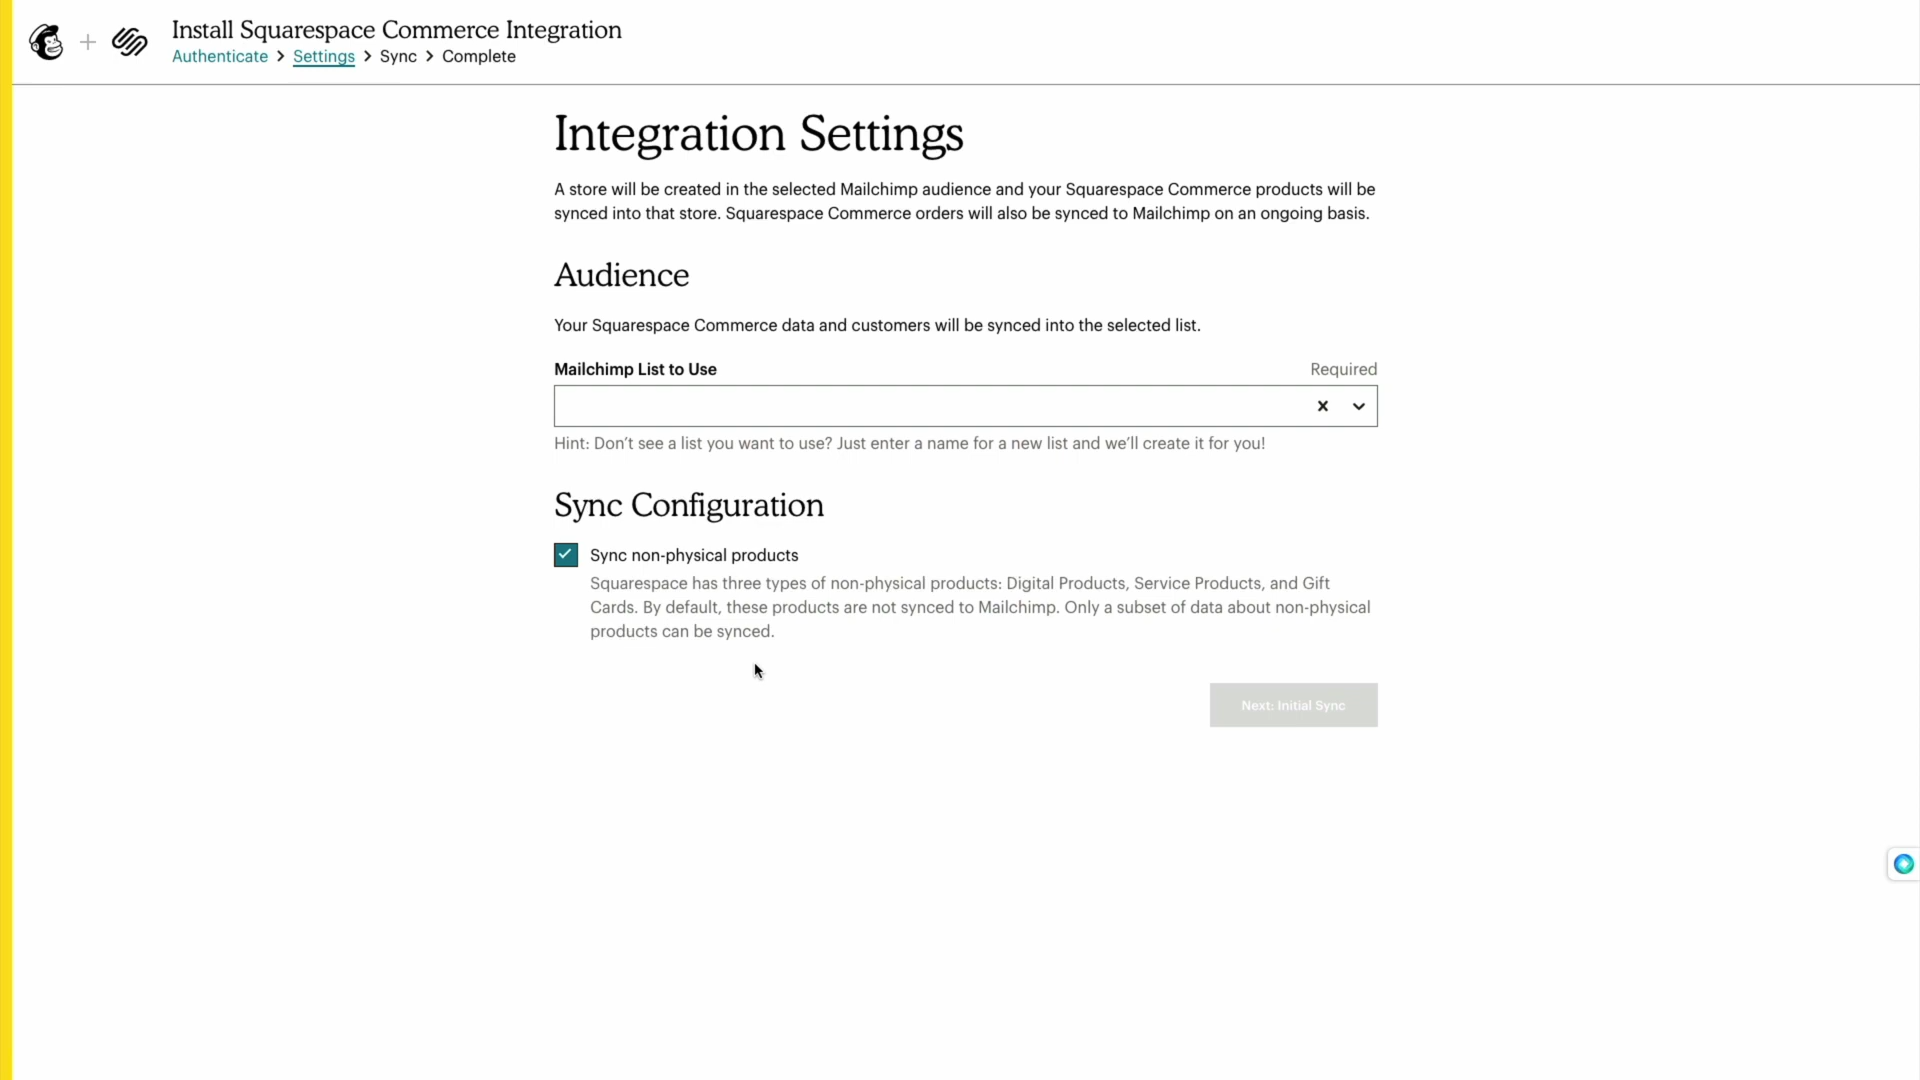 Install Squarespace Commerce Integration
Authenticate > Settings > Sync > Complete
Integration Settings
A store will be created in the selected Mailchimp audience and your Squarespace Commerce products will be
synced into that store. Squarespace Commerce orders will also be synced to Mailchimp on an ongoing basis.
Audience
Your Squarespace Commerce data and customers will be synced into the selected list.
Mailchimp List to Use Required
Hint: Don't see a list you want to use? Just enter a name for a new list and we'll create it for you!
Sync Configuration
Sync non-physical products
Squarespace has three types of non-physical products: Digital Products, Service Products, and Gift
Cards. By default, these products are not synced to Mailchimp. Only a subset of data about non-physical
products can be synced.
Next: Initial Sync